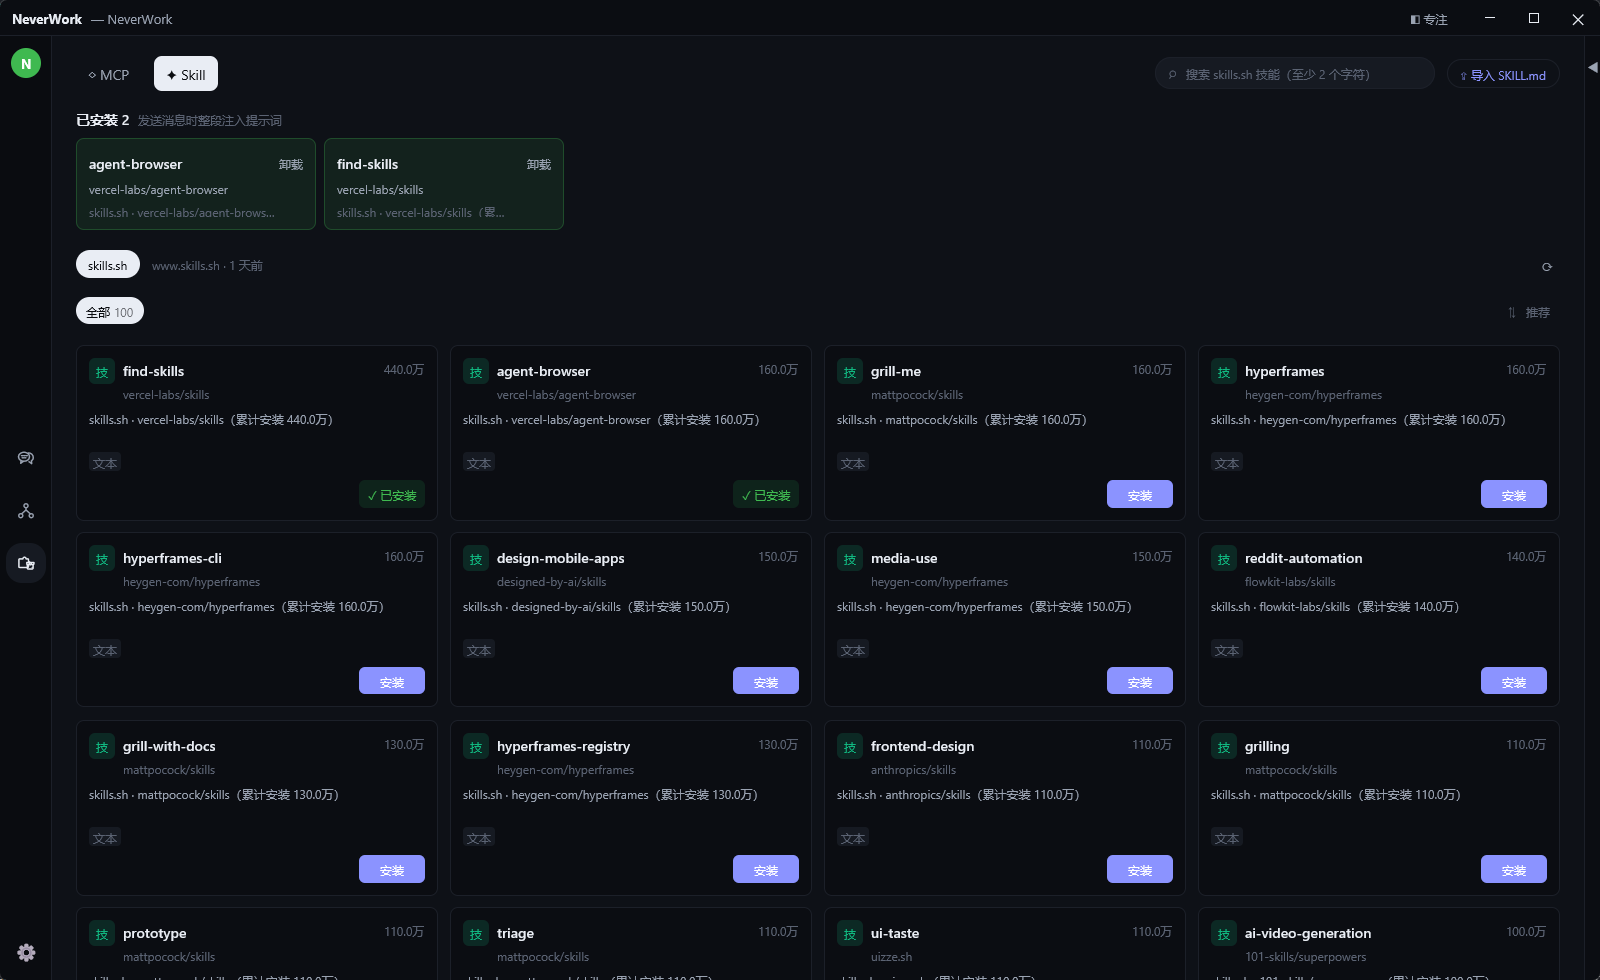 NeverWork — NeverWork
专注
N
MCP
Skill
搜索 skills.sh 技能（至少 2 个字符）
导入 SKILL.md
已安装 2 发送消息时整段注入提示词
agent-browser 卸载
vercel-labs/agent-browser
skills.sh · vercel-labs/agent-brows...
find-skills 卸载
vercel-labs/skills
skills.sh · vercel-labs/skills（累...
skills.sh www.skills.sh · 1 天前
全部 100
推荐
技 find-skills 440.0万
vercel-labs/skills
skills.sh · vercel-labs/skills（累计安装 440.0万）
文本
✓ 已安装
技 agent-browser 160.0万
vercel-labs/agent-browser
skills.sh · vercel-labs/agent-browser（累计安装 160.0万）
文本
✓ 已安装
技 grill-me 160.0万
mattpocock/skills
skills.sh · mattpocock/skills（累计安装 160.0万）
文本
安装
技 hyperframes 160.0万
heygen-com/hyperframes
skills.sh · heygen-com/hyperframes（累计安装 160.0万）
文本
安装
技 hyperframes-cli 160.0万
heygen-com/hyperframes
skills.sh · heygen-com/hyperframes（累计安装 160.0万）
文本
安装
技 design-mobile-apps 150.0万
designed-by-ai/skills
skills.sh · designed-by-ai/skills（累计安装 150.0万）
文本
安装
技 media-use 150.0万
heygen-com/hyperframes
skills.sh · heygen-com/hyperframes（累计安装 150.0万）
文本
安装
技 reddit-automation 140.0万
flowkit-labs/skills
skills.sh · flowkit-labs/skills（累计安装 140.0万）
文本
安装
技 grill-with-docs 130.0万
mattpocock/skills
skills.sh · mattpocock/skills（累计安装 130.0万）
文本
安装
技 hyperframes-registry 130.0万
heygen-com/hyperframes
skills.sh · heygen-com/hyperframes（累计安装 130.0万）
文本
安装
技 frontend-design 110.0万
anthropics/skills
skills.sh · anthropics/skills（累计安装 110.0万）
文本
安装
技 grilling 110.0万
mattpocock/skills
skills.sh · mattpocock/skills（累计安装 110.0万）
文本
安装
技 prototype 110.0万
mattpocock/skills
技 triage 110.0万
mattpocock/skills
技 ui-taste 110.0万
uizze.sh
技 ai-video-generation 100.0万
101-skills/superpowers